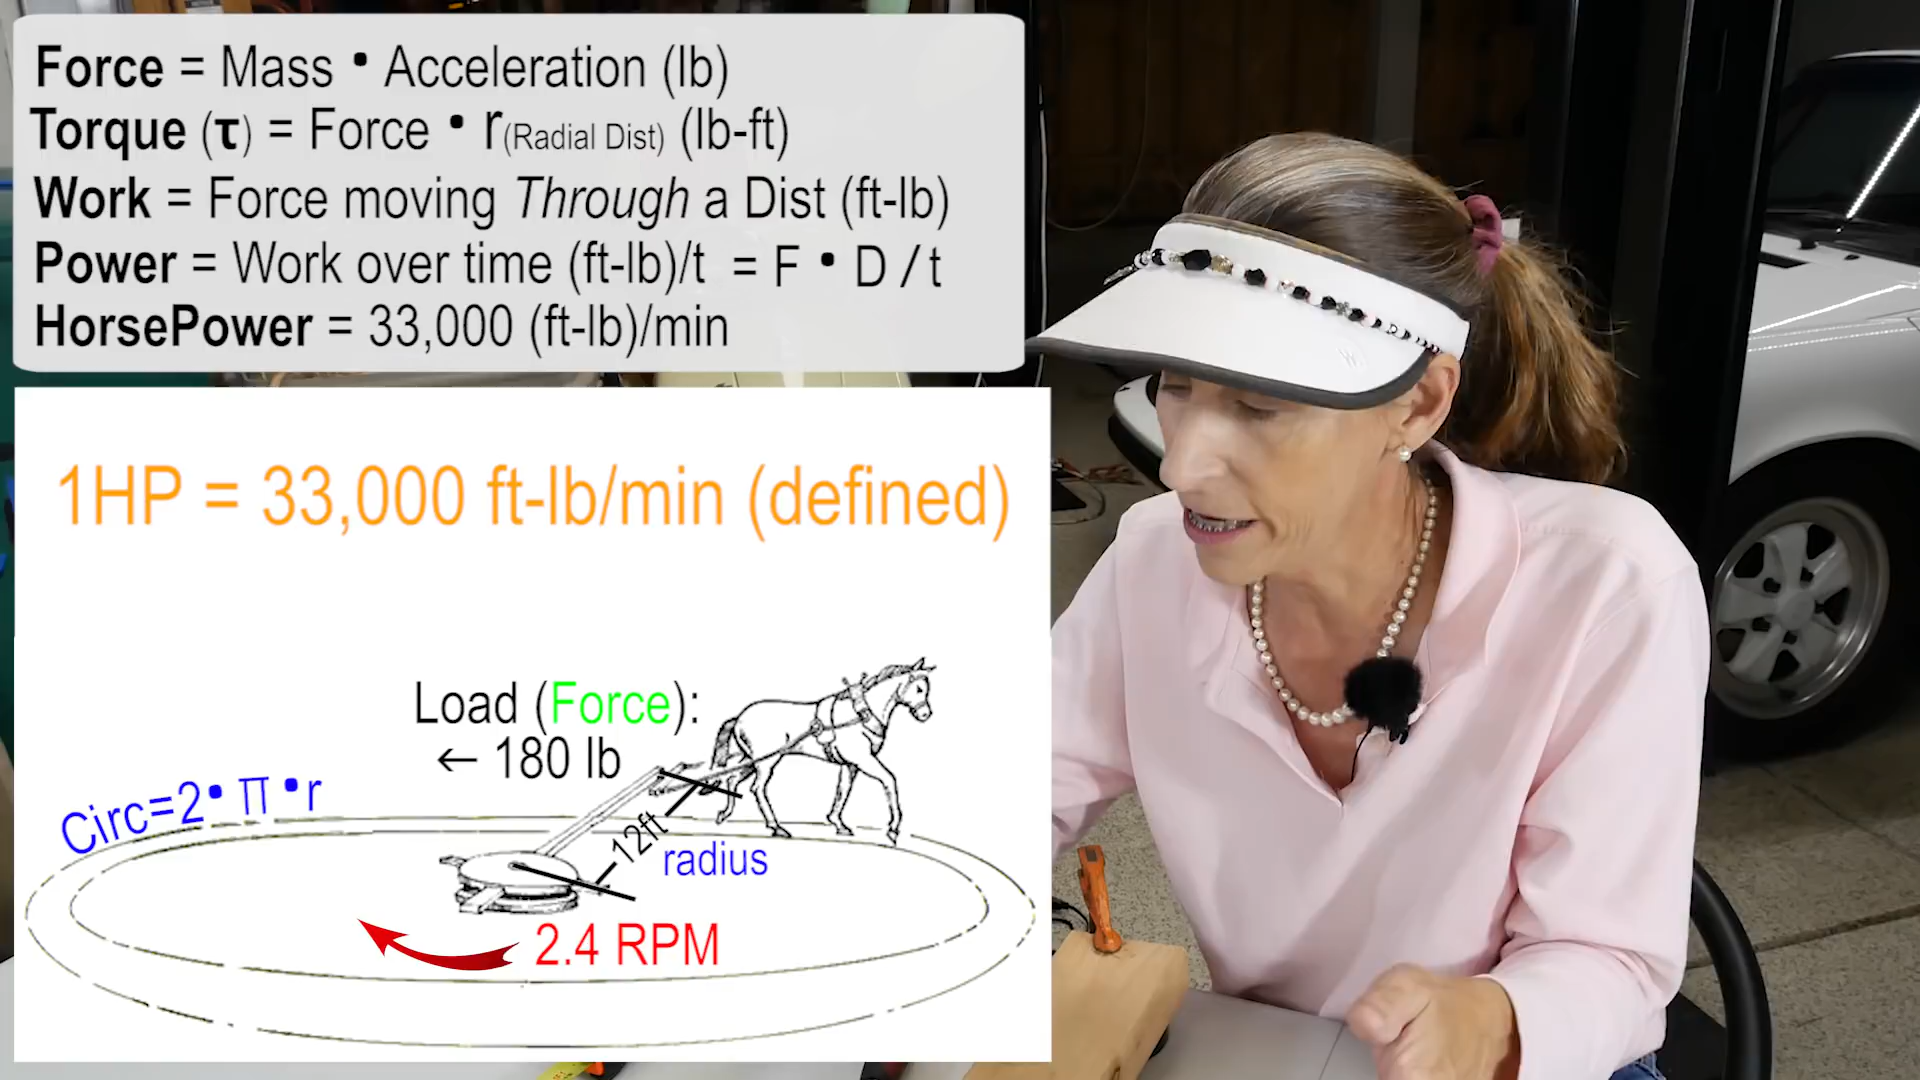 Force = Mass • Acceleration (lb)
Torque (τ) = Force • r(Radial Dist) (lb-ft)
Work = Force moving Through a Dist (ft-lb)
Power = Work over time (ft-lb)/t = F • D / t
HorsePower = 33,000 (ft-lb)/min
1HP = 33,000 ft-lb/min (defined)
Load (Force):
← 180 lb
Circ=2• π •r
12ft
radius
2.4 RPM